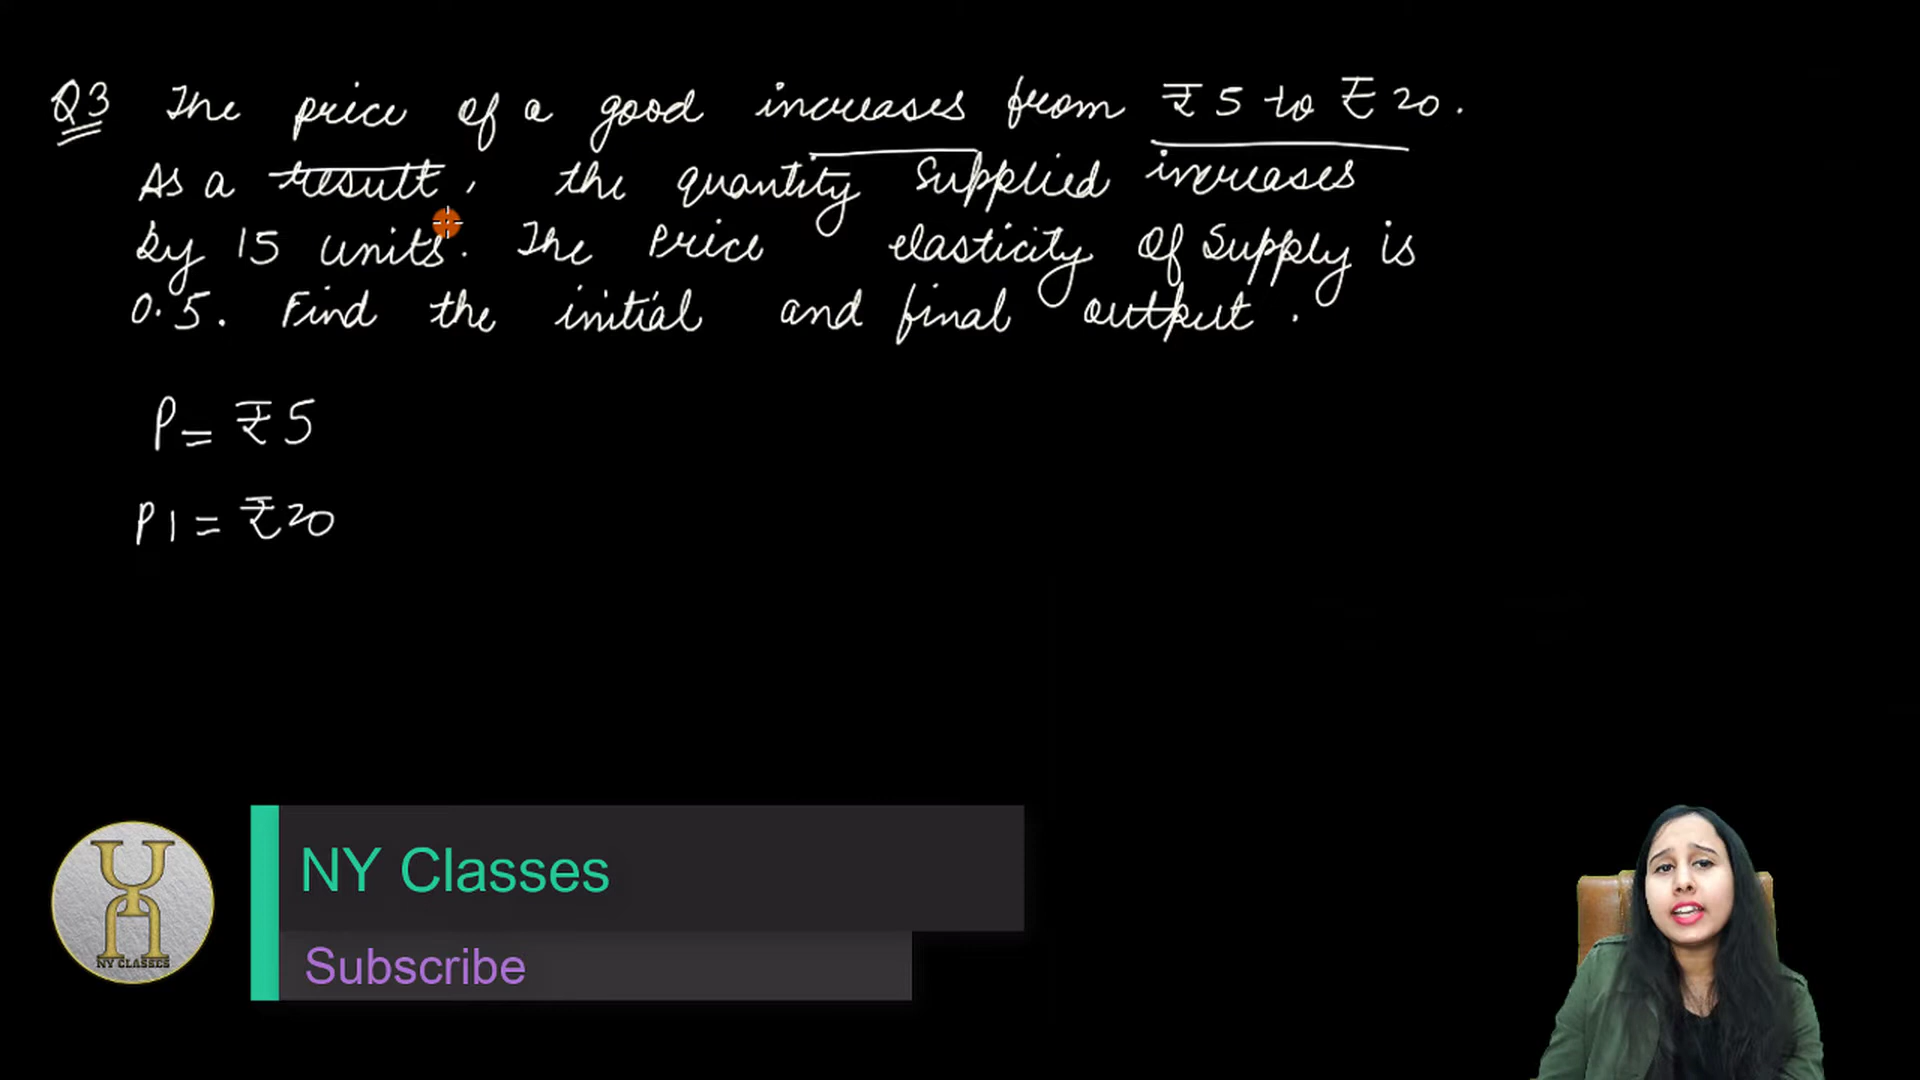 Q3 The price of a good increases from ₹5 to ₹20.
As a result, the quantity supplied increases
by 15 units. The Price elasticity Of Supply is
0.5. Find the initial and final output.
P= ₹5
P1= ₹20
NY Classes
Subscribe
NY CLASSES